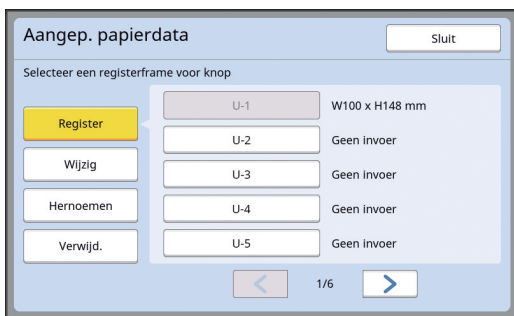 Aangep. papierdata
Sluit
Selecteer een registerframe voor knop
Register
Wijzig
Hernoemen
Verwijd.
U-1 W100 x H148 mm
U-2 Geen invoer
U-3 Geen invoer
U-4 Geen invoer
U-5 Geen invoer
1/6